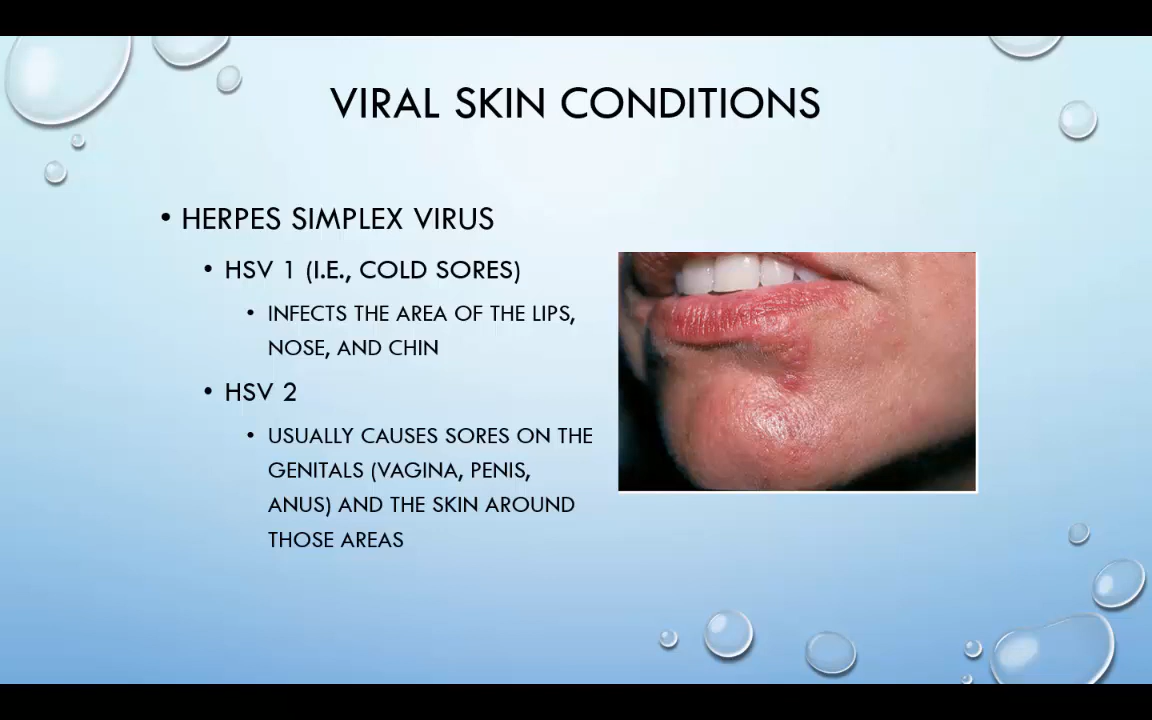 VIRAL SKIN CONDITIONS
• HERPES SIMPLEX VIRUS
• HSV 1 (I.E., COLD SORES)
• INFECTS THE AREA OF THE LIPS,
NOSE, AND CHIN
• HSV 2
• USUALLY CAUSES SORES ON THE
GENITALS (VAGINA, PENIS,
ANUS) AND THE SKIN AROUND
THOSE AREAS